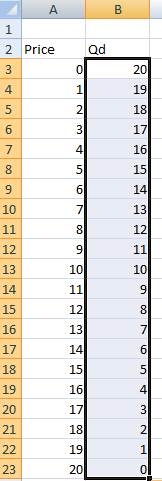 A B
1
2 Price Qd
3 0 20
4 1 19
5 2 18
6 3 17
7 4 16
8 5 15
9 6 14
10 7 13
11 8 12
12 9 11
13 10 10
14 11 9
15 12 8
16 13 7
17 14 6
18 15 5
19 16 4
20 17 3
21 18 2
22 19 1
23 20 0